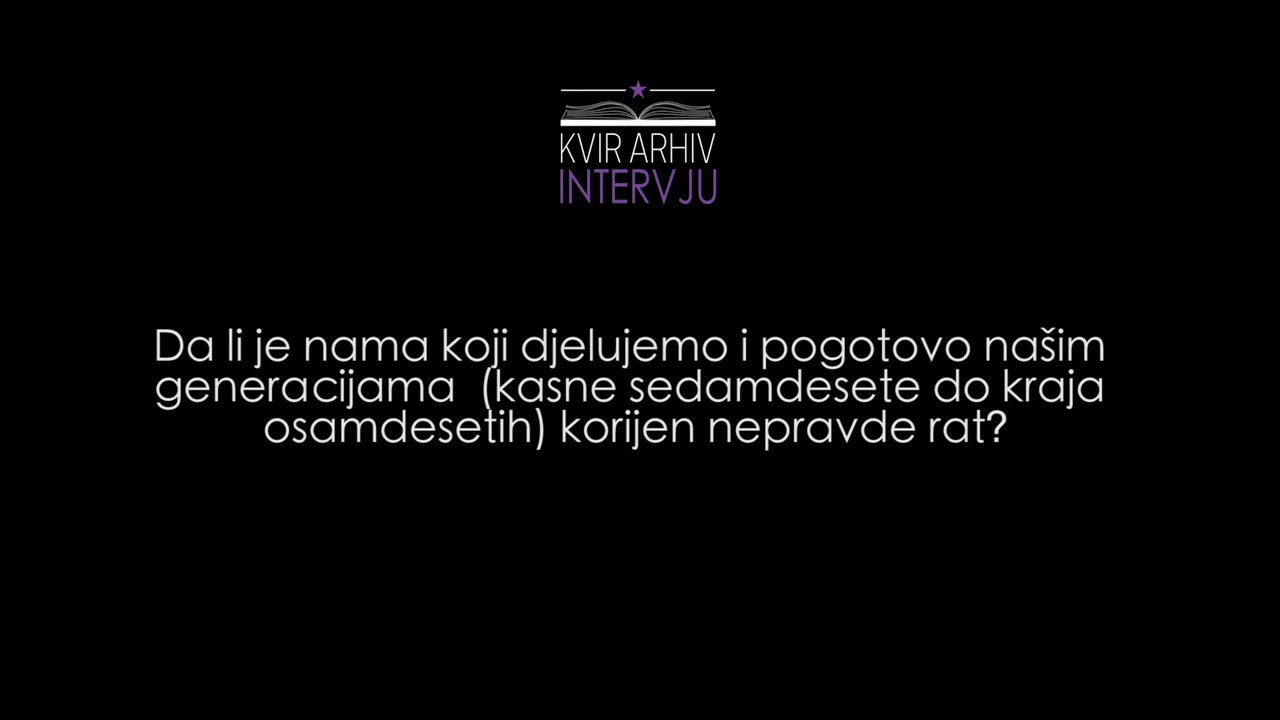 KVIR ARHIV
INTERVJU
Da li je nama koji djelujemo i pogotovo našim
generacijama (kasne sedamdesete do kraja
osamdesetih) korijen nepravde rat?